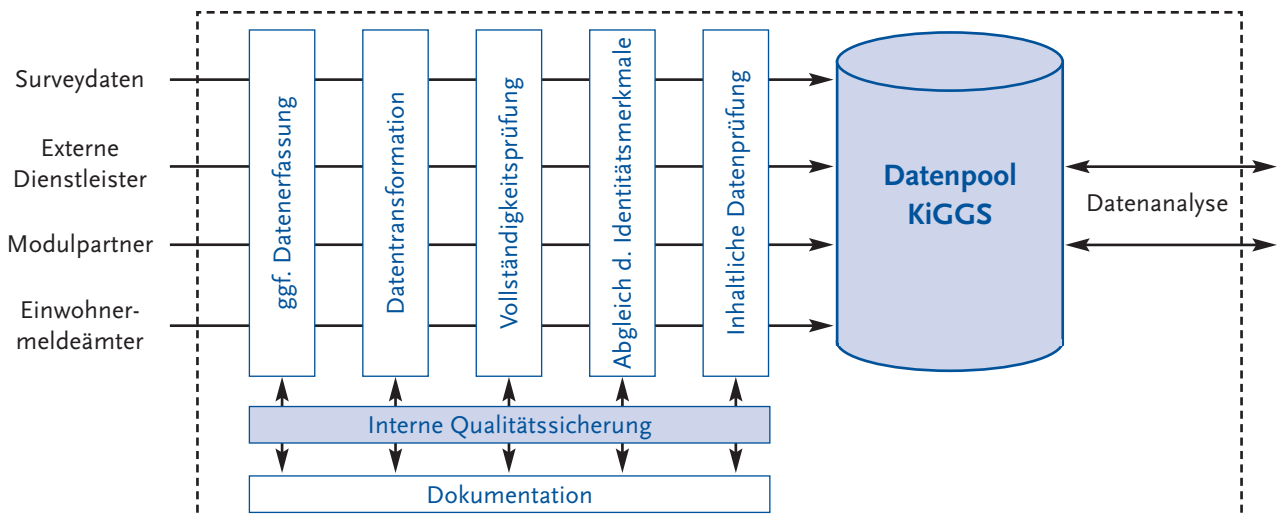 Surveydaten
Externe
Dienstleister
Modulpartner
Einwohner-
meldeämter
ggf. Datenerfassung
Datentransformation
Vollständigkeitsprüfung
Abgleich d. Identitätsmerkmale
Inhaltliche Datenprüfung
Datenpool
KiGGS
Datenanalyse
Interne Qualitätssicherung
Dokumentation